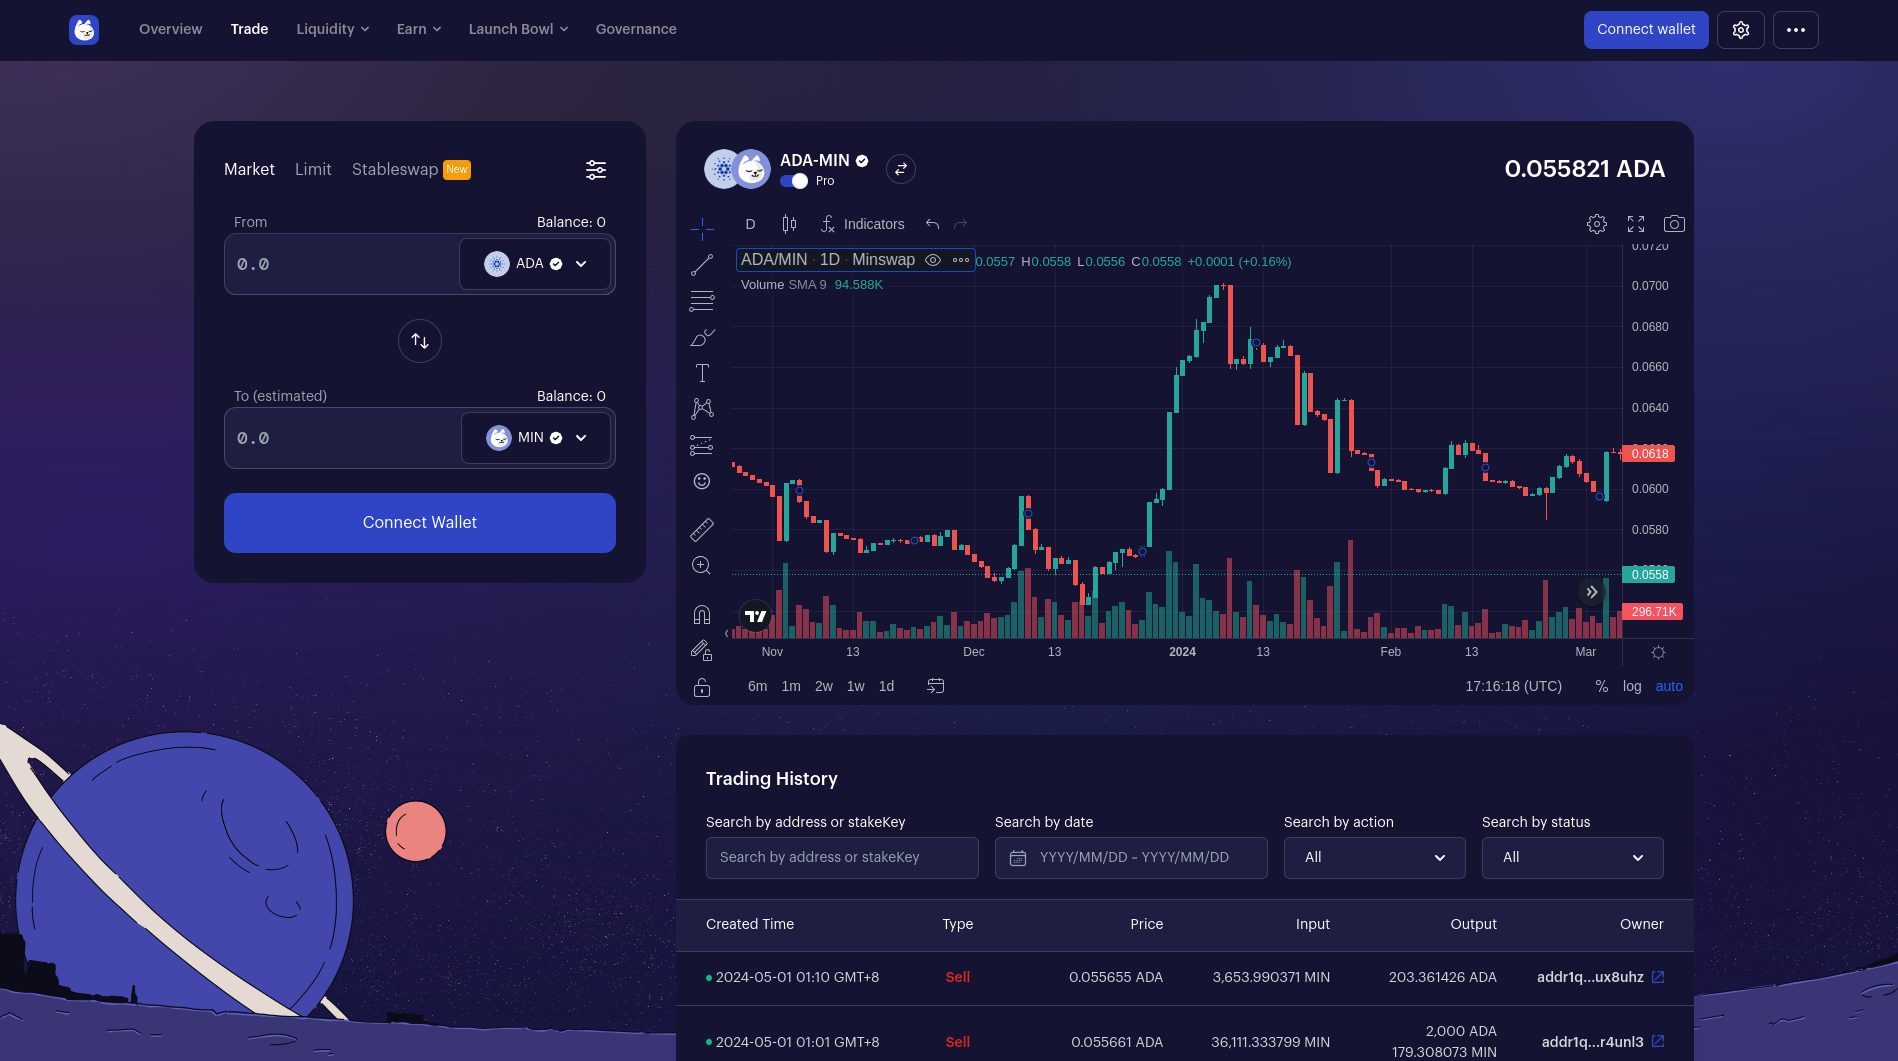 Overview Trade Liquidity Earn Launch Bowl Governance Connect wallet
Market Limit Stableswap New
From Balance: 0
0.0 ADA
To (estimated) Balance: 0
0.0 MIN
Connect Wallet
ADA-MIN
Pro
0.055821 ADA
D Indicators
ADA/MIN · 1D · Minswap 0.0557 H0.0558 L0.0556 C0.0558 +0.0001 (+0.16%)
Volume SMA 9 94.588K
0.0720
0.0700
0.0680
0.0660
0.0640
0.0618
0.0600
0.0580
0.0558
296.71K
Nov 13 Dec 13 2024 13 Feb 13 Mar
6m 1m 2w 1w 1d 17:16:18 (UTC) % log auto
Trading History
Search by address or stakeKey Search by date Search by action Search by status
Search by address or stakeKey YYYY/MM/DD ~ YYYY/MM/DD All All
Created Time Type Price Input Output Owner
2024-05-01 01:10 GMT+8 Sell 0.055655 ADA 3,653.990371 MIN 203.361426 ADA addr1q...ux8uhz
2024-05-01 01:01 GMT+8 Sell 0.055661 ADA 36,111.333799 MIN 2,000 ADA addr1q...r4unl3
179.308073 MIN